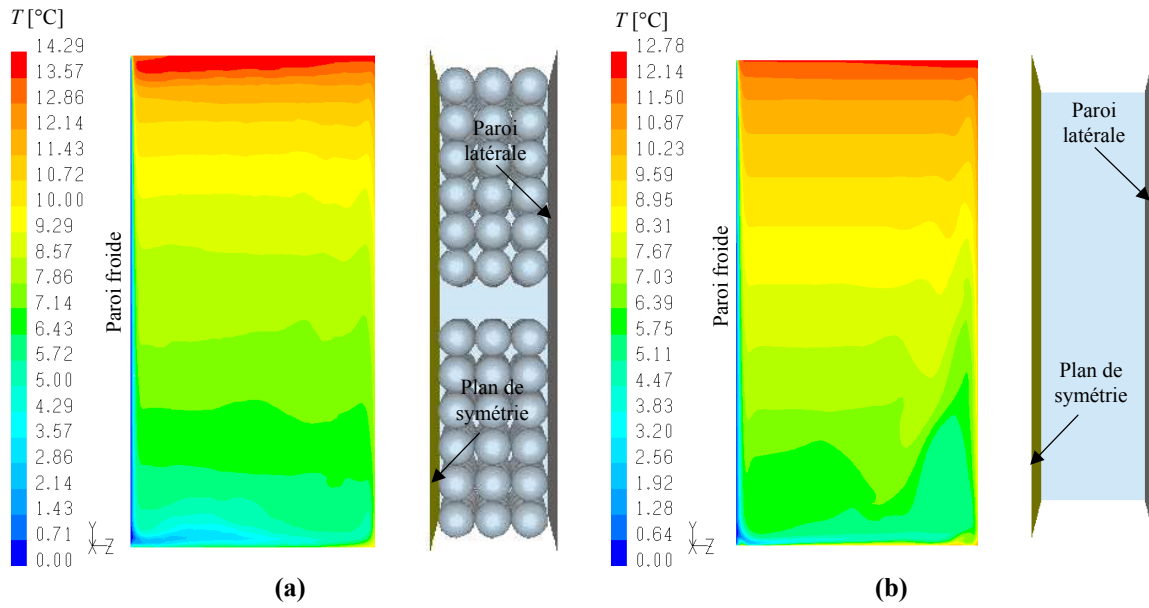 T [°C]
14.29
13.57
12.86
12.14
11.43
10.72
10.00
9.29
8.57
7.86
7.14
6.43
5.72
5.00
4.29
3.57
2.86
2.14
1.43
0.71
0.00
Paroi froide
Y
X Z
Paroi
latérale
Plan de
symétrie
(a)
T [°C]
12.78
12.14
11.50
10.87
10.23
9.59
8.95
8.31
7.67
7.03
6.39
5.75
5.11
4.47
3.83
3.20
2.56
1.92
1.28
0.64
0.00
Paroi froide
Y
X Z
Paroi
latérale
Plan de
symétrie
(b)